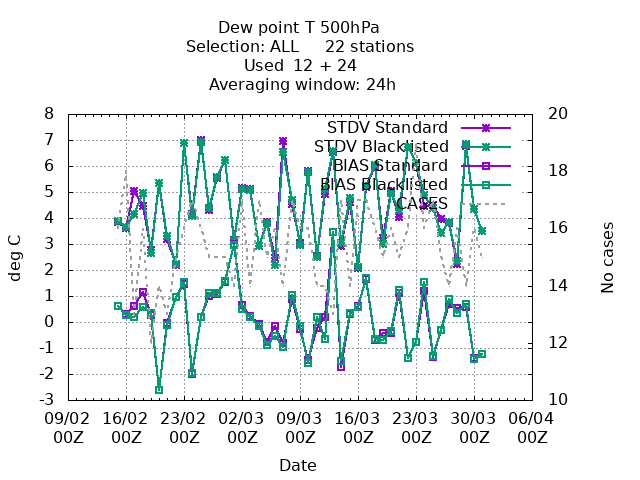 Dew point T 500hPa
Selection: ALL 22 stations
Used 12 + 24
Averaging window: 24h
8
7
6
5
4
3
2
1
0
-1
-2
-3
deg C
20
18
16
14
12
10
No cases
STDV Standard
STDV Blacklisted
BIAS Standard
BIAS Blacklisted
CASES
09/02 16/02 23/02 02/03 09/03 16/03 23/03 30/03 06/04
00Z 00Z 00Z 00Z 00Z 00Z 00Z 00Z 00Z
Date